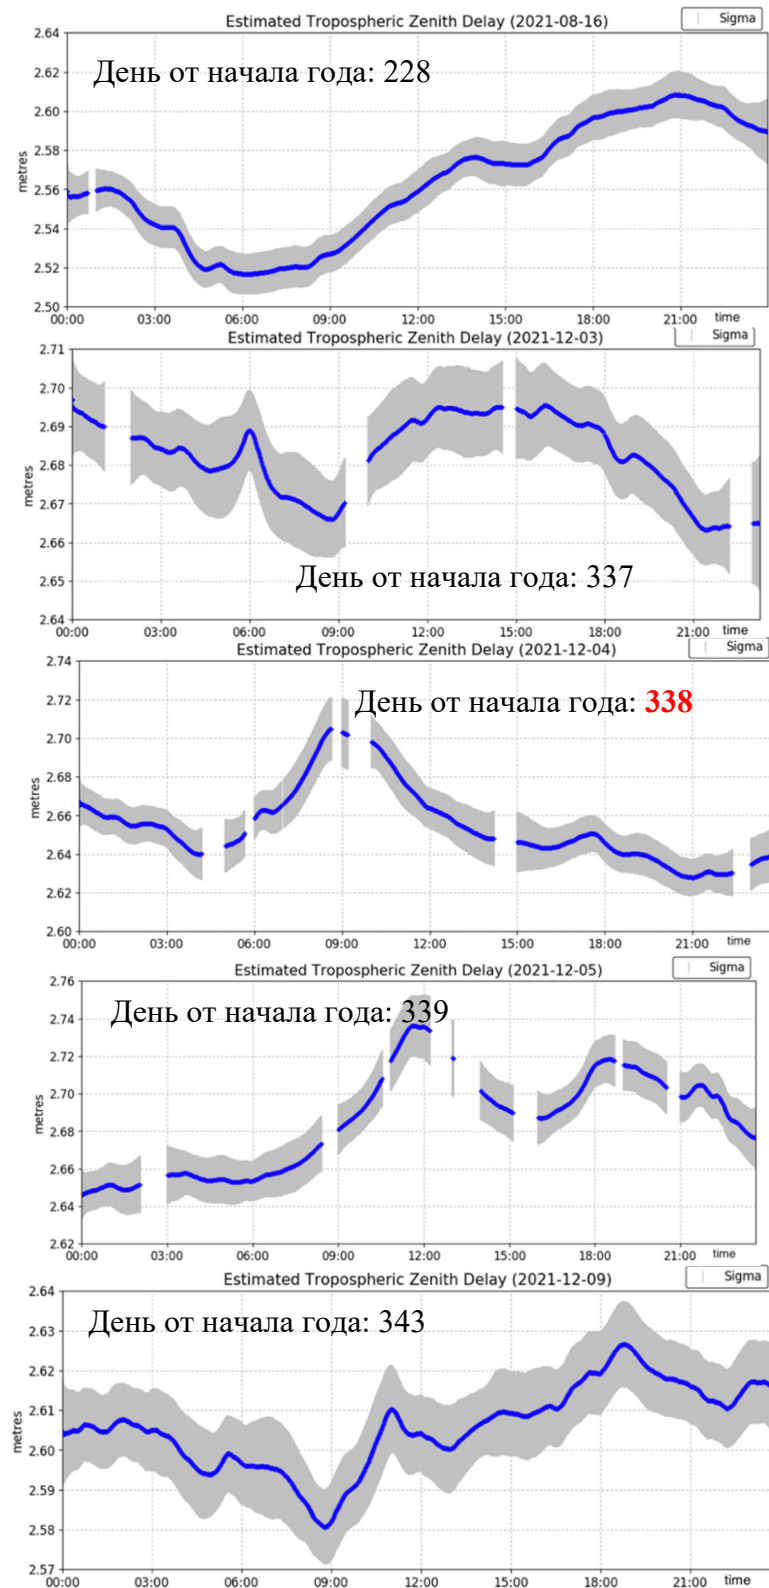 Estimated Tropospheric Zenith Delay (2021-08-16)
Sigma
День от начала года: 228
metres
2.64
2.62
2.60
2.58
2.56
2.54
2.52
2.50
00:00 03:00 06:00 09:00 12:00 15:00 18:00 21:00 time
Estimated Tropospheric Zenith Delay (2021-12-03)
Sigma
metres
2.71
2.70
2.69
2.68
2.67
2.66
2.65
2.64
День от начала года: 337
00:00 03:00 06:00 09:00 12:00 15:00 18:00 21:00 time
Estimated Tropospheric Zenith Delay (2021-12-04)
Sigma
День от начала года: 338
metres
2.74
2.72
2.70
2.68
2.66
2.64
2.62
2.60
00:00 03:00 06:00 09:00 12:00 15:00 18:00 21:00 time
Estimated Tropospheric Zenith Delay (2021-12-05)
Sigma
День от начала года: 339
metres
2.76
2.74
2.72
2.70
2.68
2.66
2.64
2.62
00:00 03:00 06:00 09:00 12:00 15:00 18:00 21:00 time
Estimated Tropospheric Zenith Delay (2021-12-09)
Sigma
День от начала года: 343
metres
2.64
2.63
2.62
2.61
2.60
2.59
2.58
2.57
00:00 03:00 06:00 09:00 12:00 15:00 18:00 21:00 time